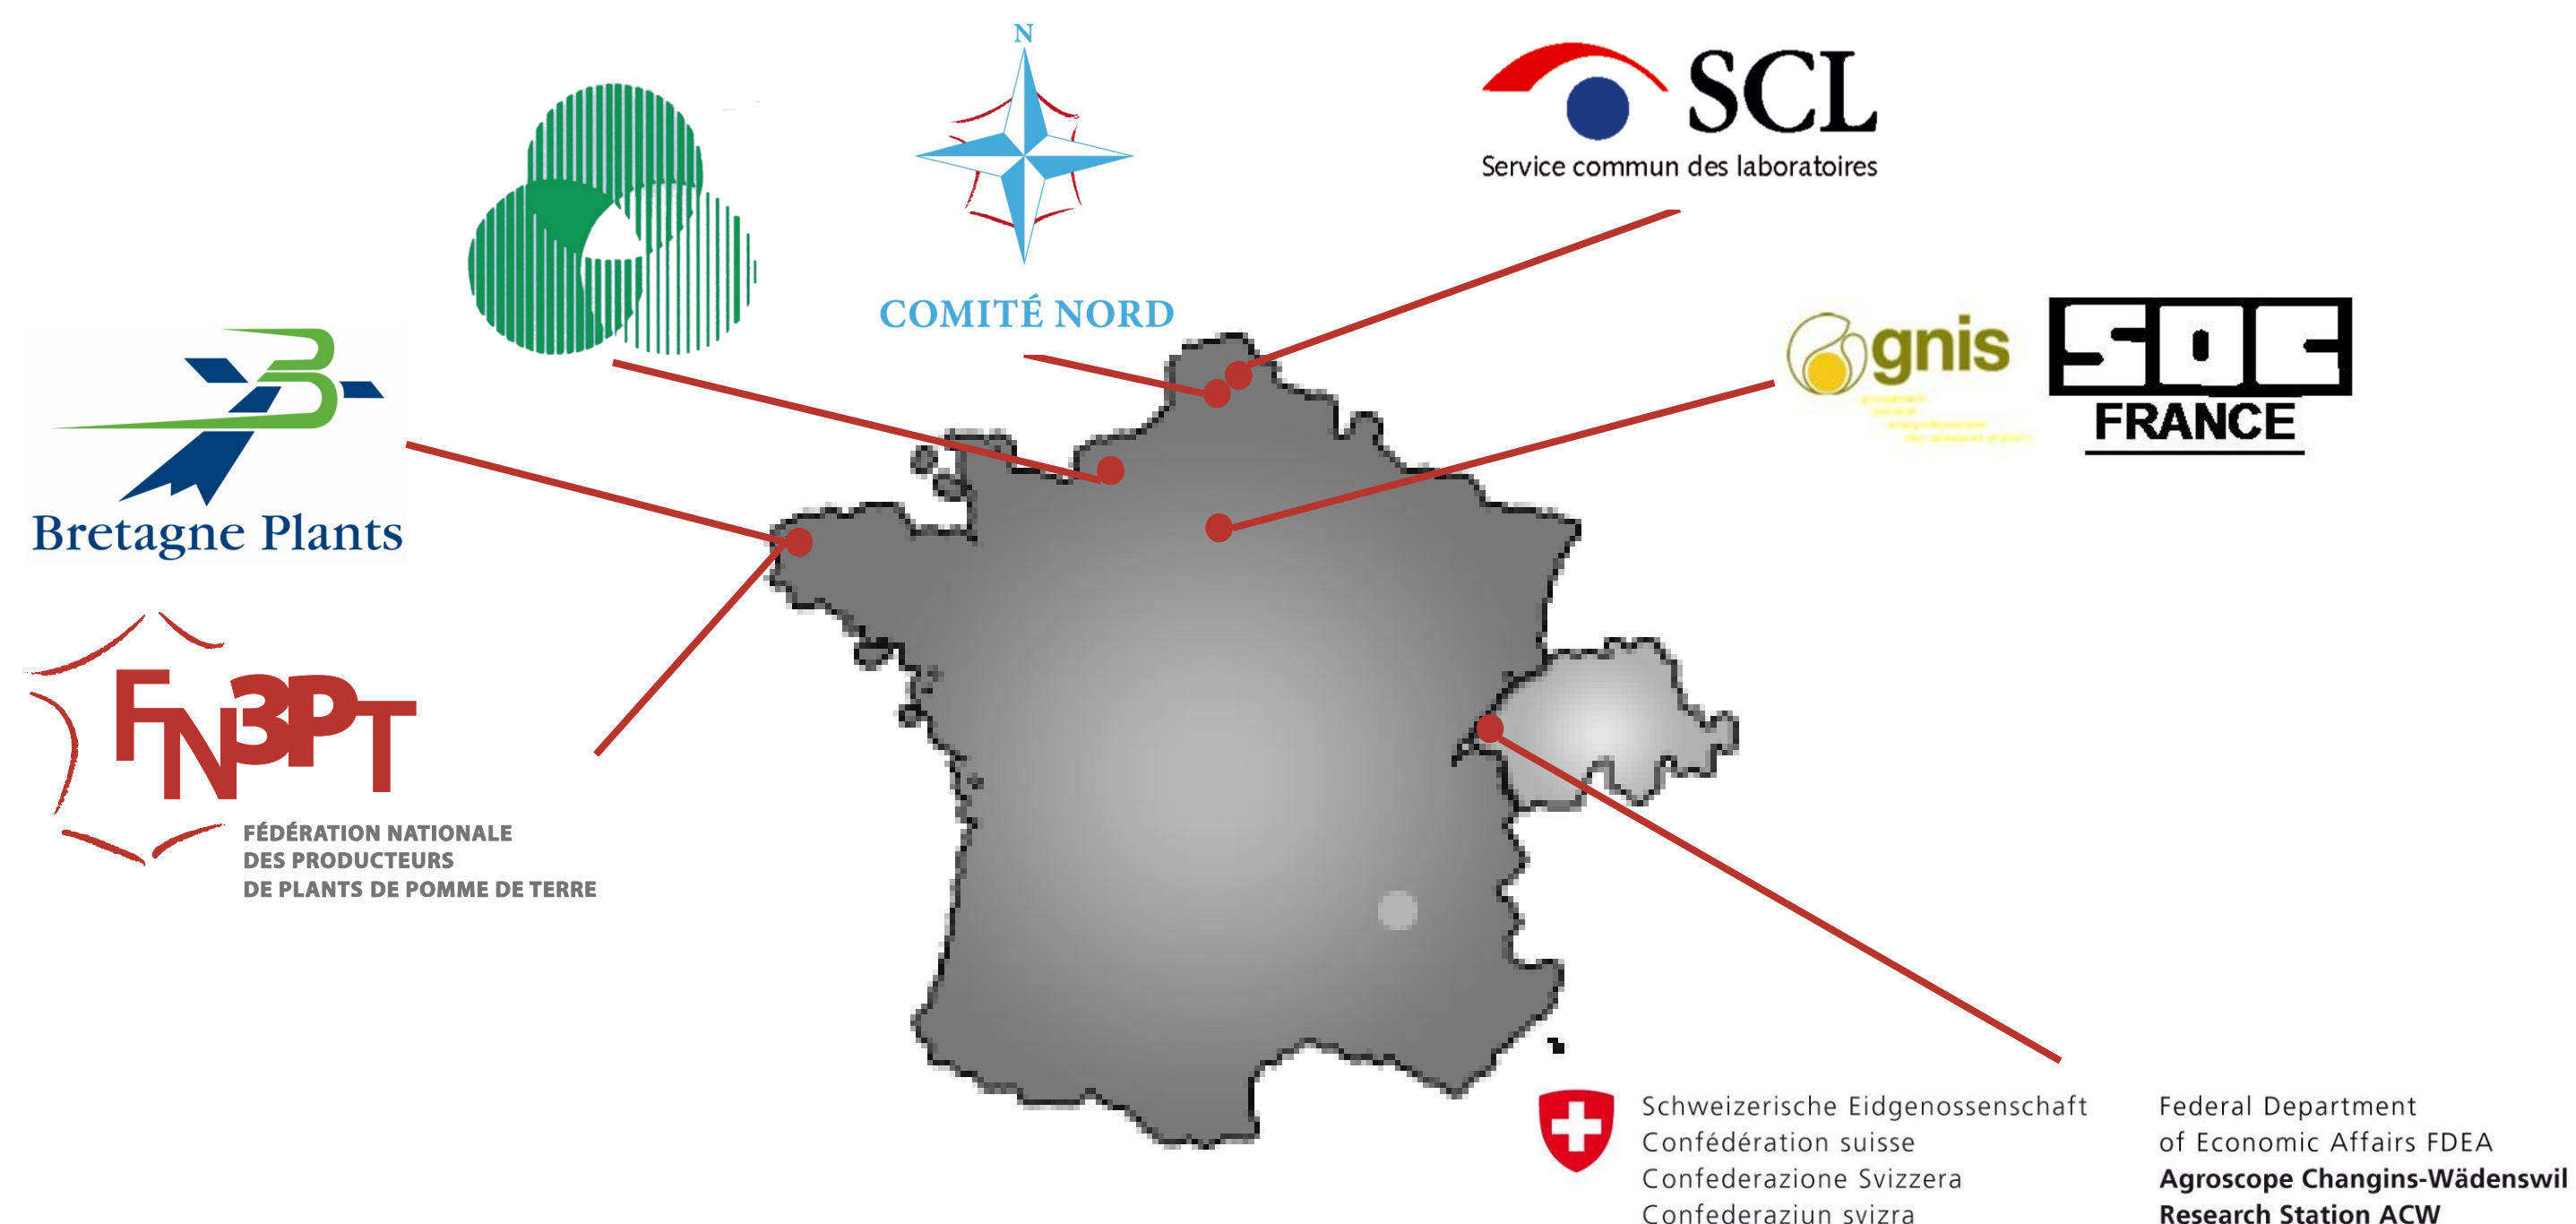 N
COMITÉ NORD
SCL
Service commun des laboratoires
gnis
SOC
FRANCE
Bretagne Plants
FN3PT
FÉDÉRATION NATIONALE
DES PRODUCTEURS
DE PLANTS DE POMME DE TERRE
Schweizerische Eidgenossenschaft
Confédération suisse
Confederazione Svizzera
Confederaziun svizra
Federal Department
of Economic Affairs FDEA
Agroscope Changins-Wädenswil
Research Station ACW